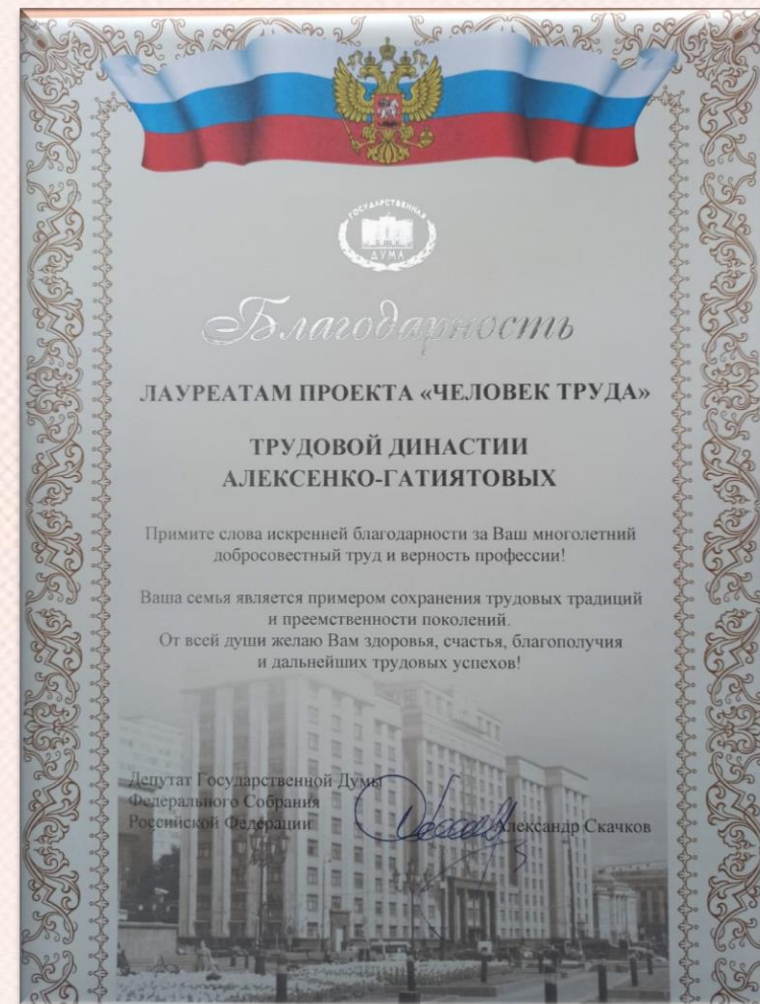 ГОСУДАРСТВЕННАЯ
ДУМА
Благодарность
ЛАУРЕАТАМ ПРОЕКТА «ЧЕЛОВЕК ТРУДА»
ТРУДОВОЙ ДИНАСТИИ
АЛЕКСЕНКО-ГАТИЯТОВЫХ
Примите слова искренней благодарности за Ваш многолетний
добросовестный труд и верность профессии!
Ваша семья является примером сохранения трудовых традиций
и преемственности поколений.
От всей души желаю Вам здоровья, счастья, благополучия
и дальнейших трудовых успехов!
Депутат Государственной Думы
Федерального Собрания
Российской Федерации
Александр Скачков